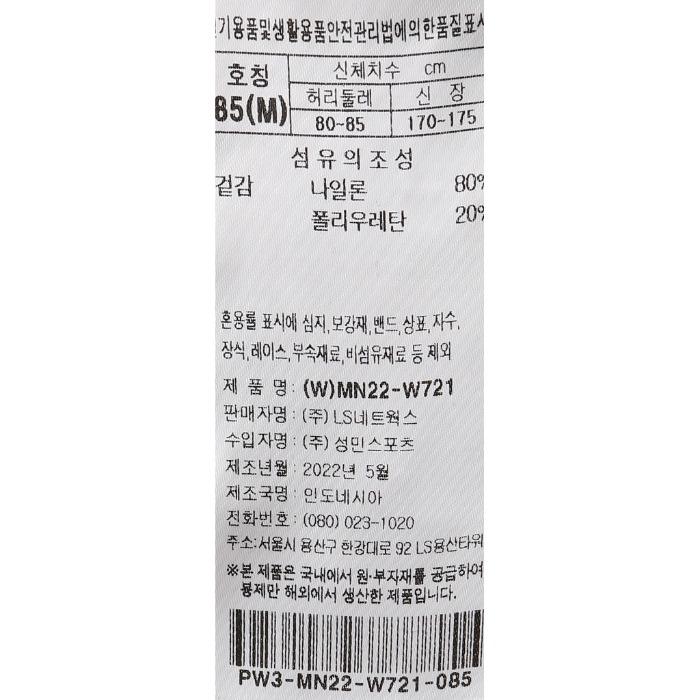 기용품및생활용품안전관리법에의한품질표시
호칭 신체치수 cm
85(M) 허리둘레 신 장
80~85 170~175
섬유의조성
겉감 나일론 80%
폴리우레탄 20%
혼용률 표시에 심지,보강재,밴드,상표,자수,
장식,레이스,부속재료,비섬유재료 등 제외
제 품 명: (W)MN22-W721
판매자명: (주)LS네트웍스
수입자명: (주) 성민스포츠
제조년월: 2022년 5월
제조국명: 인도네시아
전화번호: (080) 023-1020
주소:서울시 용산구 한강대로 92 LS용산타워
※본 제품은 국내에서 원·부자재를 공급하여
봉제만 해외에서 생산한 제품입니다.
PW3-MN22-W721-085